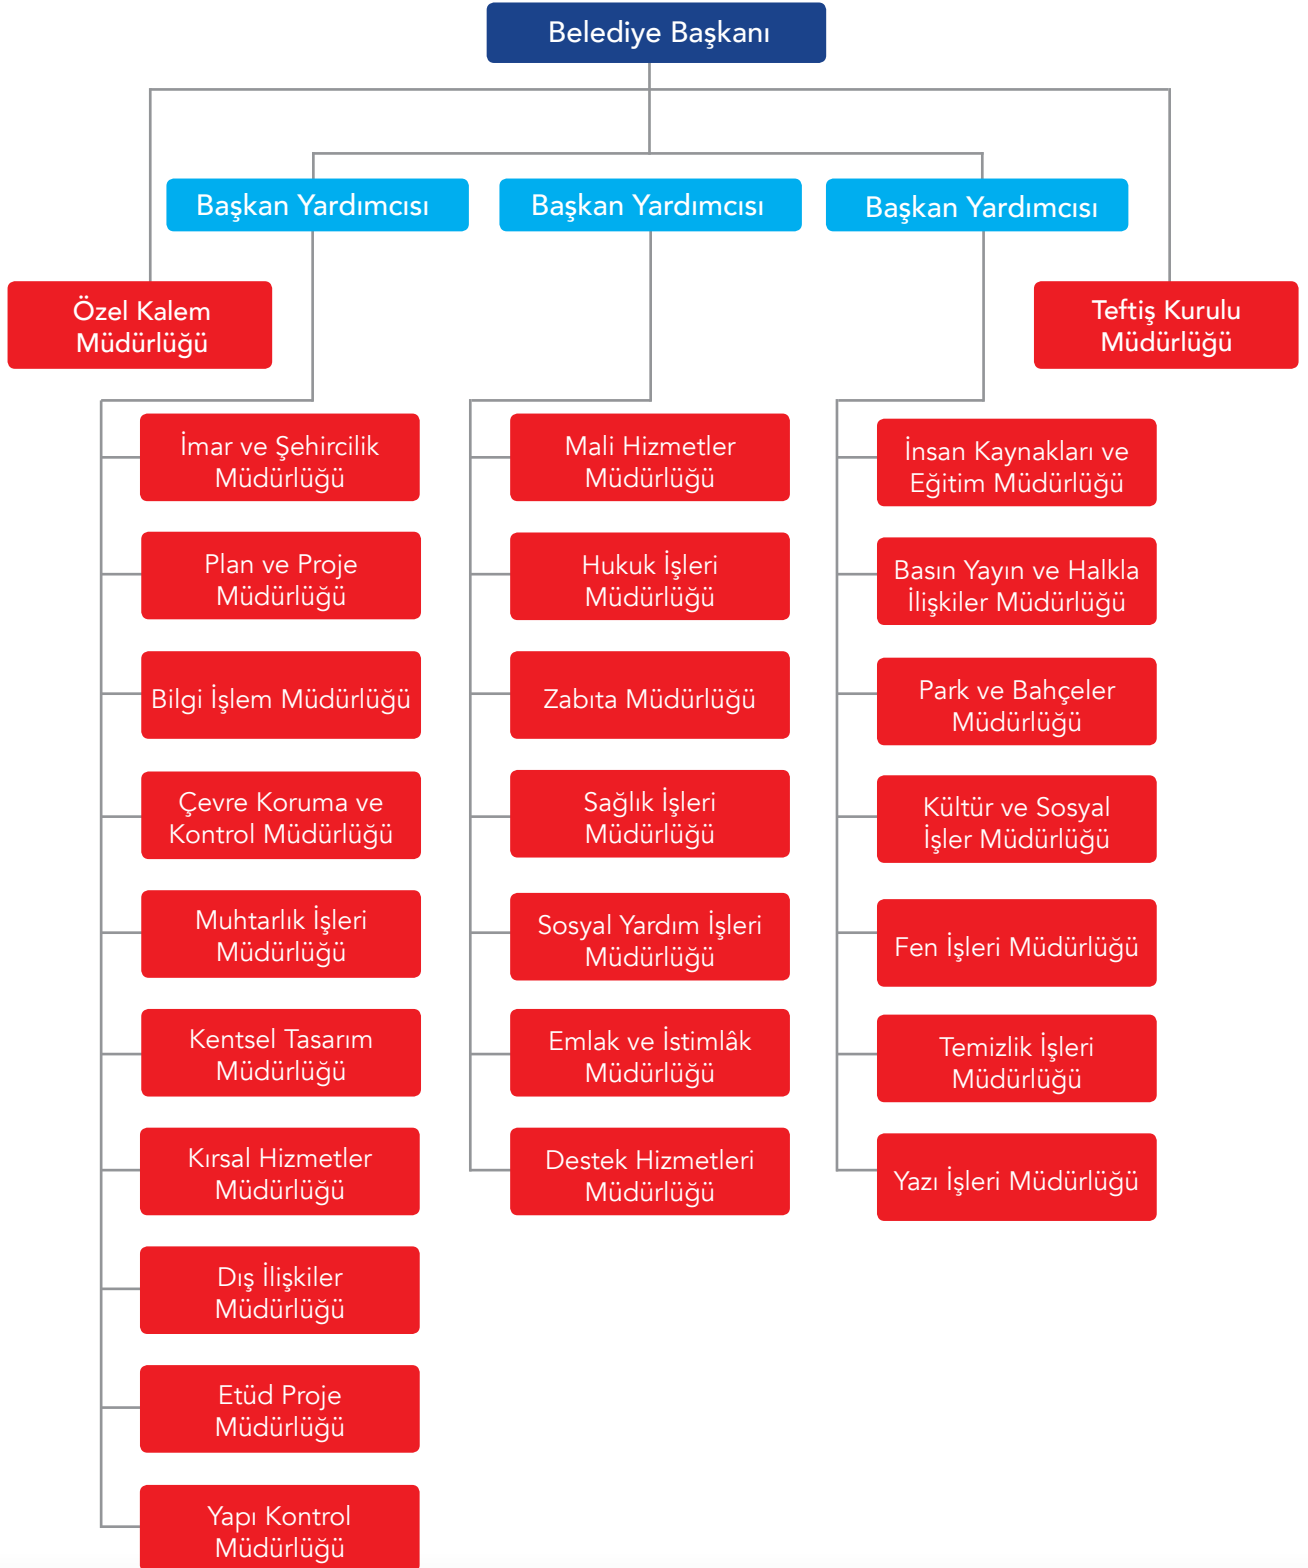 Belediye Başkanı
Başkan Yardımcısı
Başkan Yardımcısı
Başkan Yardımcısı
Özel Kalem
Müdürlüğü
Teftiş Kurulu
Müdürlüğü
İmar ve Şehircilik
Müdürlüğü
Plan ve Proje
Müdürlüğü
Bilgi İşlem Müdürlüğü
Çevre Koruma ve
Kontrol Müdürlüğü
Muhtarlık İşleri
Müdürlüğü
Kentsel Tasarım
Müdürlüğü
Kırsal Hizmetler
Müdürlüğü
Dış İlişkiler
Müdürlüğü
Etüd Proje
Müdürlüğü
Yapı Kontrol
Müdürlüğü
Mali Hizmetler
Müdürlüğü
Hukuk İşleri
Müdürlüğü
Zabıta Müdürlüğü
Sağlık İşleri
Müdürlüğü
Sosyal Yardım İşleri
Müdürlüğü
Emlak ve İstimlâk
Müdürlüğü
Destek Hizmetleri
Müdürlüğü
İnsan Kaynakları ve
Eğitim Müdürlüğü
Basın Yayın ve Halkla
İlişkiler Müdürlüğü
Park ve Bahçeler
Müdürlüğü
Kültür ve Sosyal
İşler Müdürlüğü
Fen İşleri Müdürlüğü
Temizlik İşleri
Müdürlüğü
Yazı İşleri Müdürlüğü